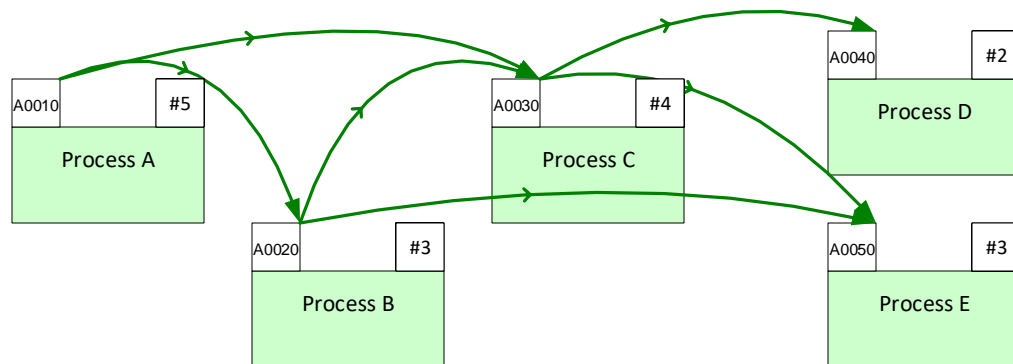 A0010
#5
Process A
A0020
#3
Process B
A0030
#4
Process C
A0040
#2
Process D
A0050
#3
Process E